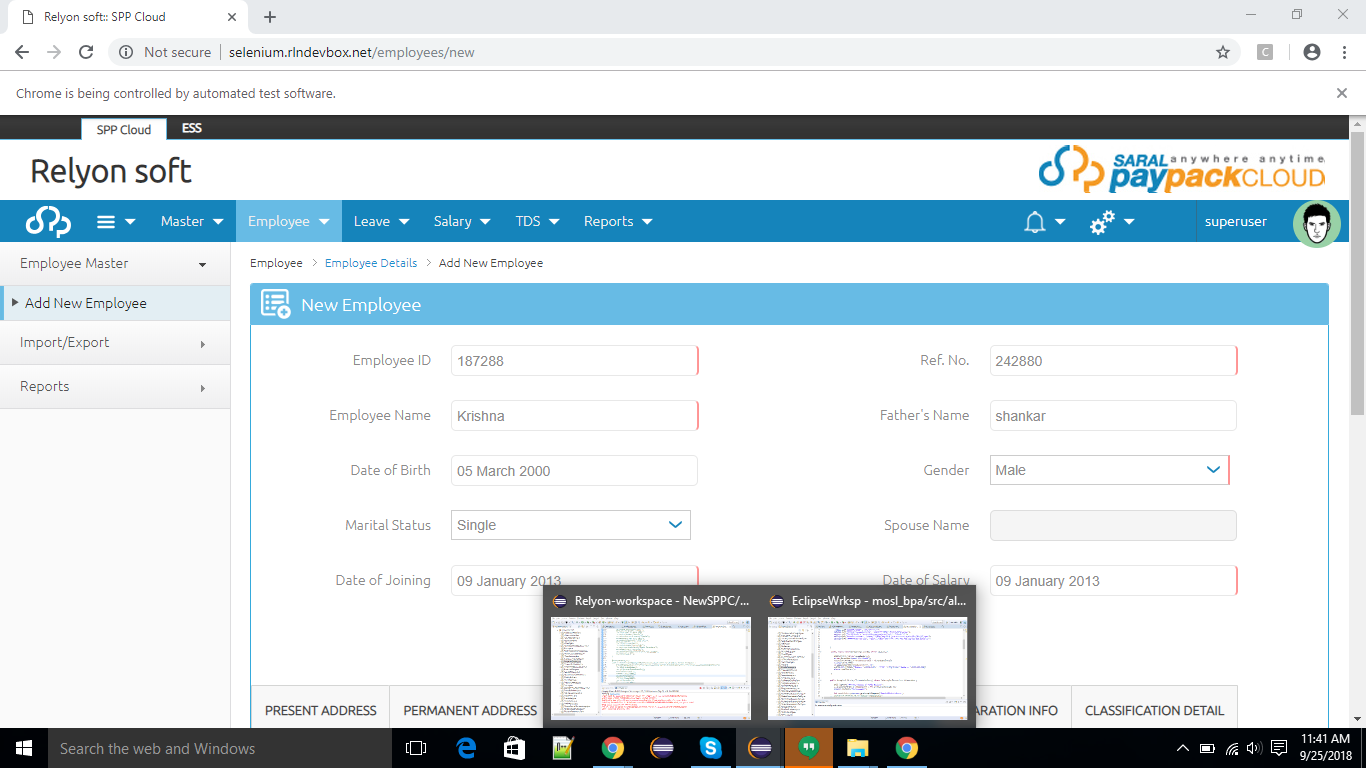 Relyon soft:: SPP Cloud
Not secure selenium.rlndevbox.net/employees/new
C
Chrome is being controlled by automated test software.
SPP Cloud ESS
Relyon soft
SARAL anywhere anytime
paypackCLOUD
Master Employee Leave Salary TDS Reports superuser
Employee Master
Employee > Employee Details > Add New Employee
Add New Employee
New Employee
Import/Export
Reports
Employee ID 187288 Ref. No. 242880
Employee Name Krishna Father's Name shankar
Date of Birth 05 March 2000 Gender Male
Marital Status Single Spouse Name
Date of Joining 09 January 2013 Date of Salary 09 January 2013
Relyon-workspace - NewSPPC/... EclipseWrksp - mosl_bpa/src/al...
PRESENT ADDRESS ERMANENT ADDRESS ARATION INFO CLASSIFICATION DETAIL
Search the web and Windows
11:41 AM
9/25/2018